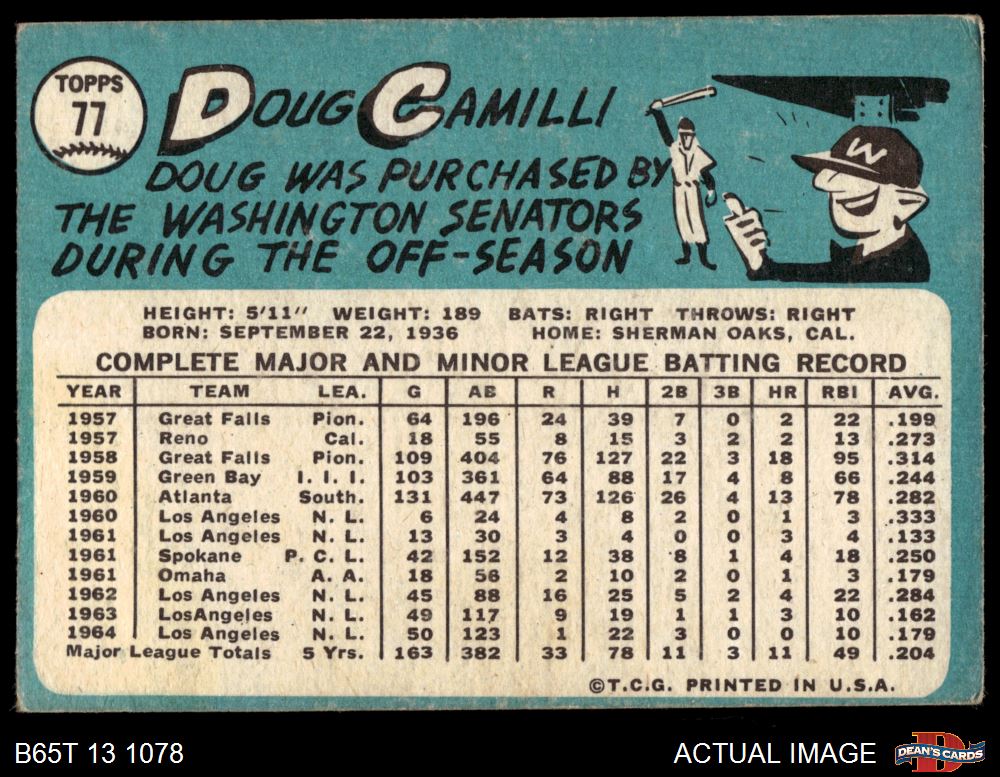 TOPPS
77
DOUG CAMILLI
DOUG WAS PURCHASED BY
THE WASHINGTON SENATORS
DURING THE OFF-SEASON
W
HEIGHT: 5'11" WEIGHT: 189 BATS: RIGHT THROWS: RIGHT
BORN: SEPTEMBER 22, 1936 HOME: SHERMAN OAKS, CAL.
COMPLETE MAJOR AND MINOR LEAGUE BATTING RECORD
YEAR TEAM LEA. G AB R H 2B 3B HR RBI AVG.
1957 Great Falls Pion. 64 196 24 39 7 0 2 22 .199
1957 Reno Cal. 18 55 8 15 3 2 2 13 .273
1958 Great Falls Pion. 109 404 76 127 22 3 18 95 .314
1959 Green Bay I. I. I. 103 361 64 88 17 4 8 66 .244
1960 Atlanta South. 131 447 73 126 26 4 13 78 .282
1960 Los Angeles N. L. 6 24 4 8 2 0 1 3 .333
1961 Los Angeles N. L. 13 30 3 4 0 0 3 4 .133
1961 Spokane P. C. L. 42 152 12 38 8 1 4 18 .250
1961 Omaha A. A. 18 56 2 10 2 0 1 3 .179
1962 Los Angeles N. L. 45 88 16 25 5 2 4 22 .284
1963 LosAngeles N. L. 49 117 9 19 1 1 3 10 .162
1964 Los Angeles N. L. 50 123 1 22 3 0 0 10 .179
Major League Totals 5 Yrs. 163 382 33 78 11 3 11 49 .204
©T.C.G. PRINTED IN U.S.A.
B65T 13 1078 ACTUAL IMAGE
D
DEAN'S CARDS